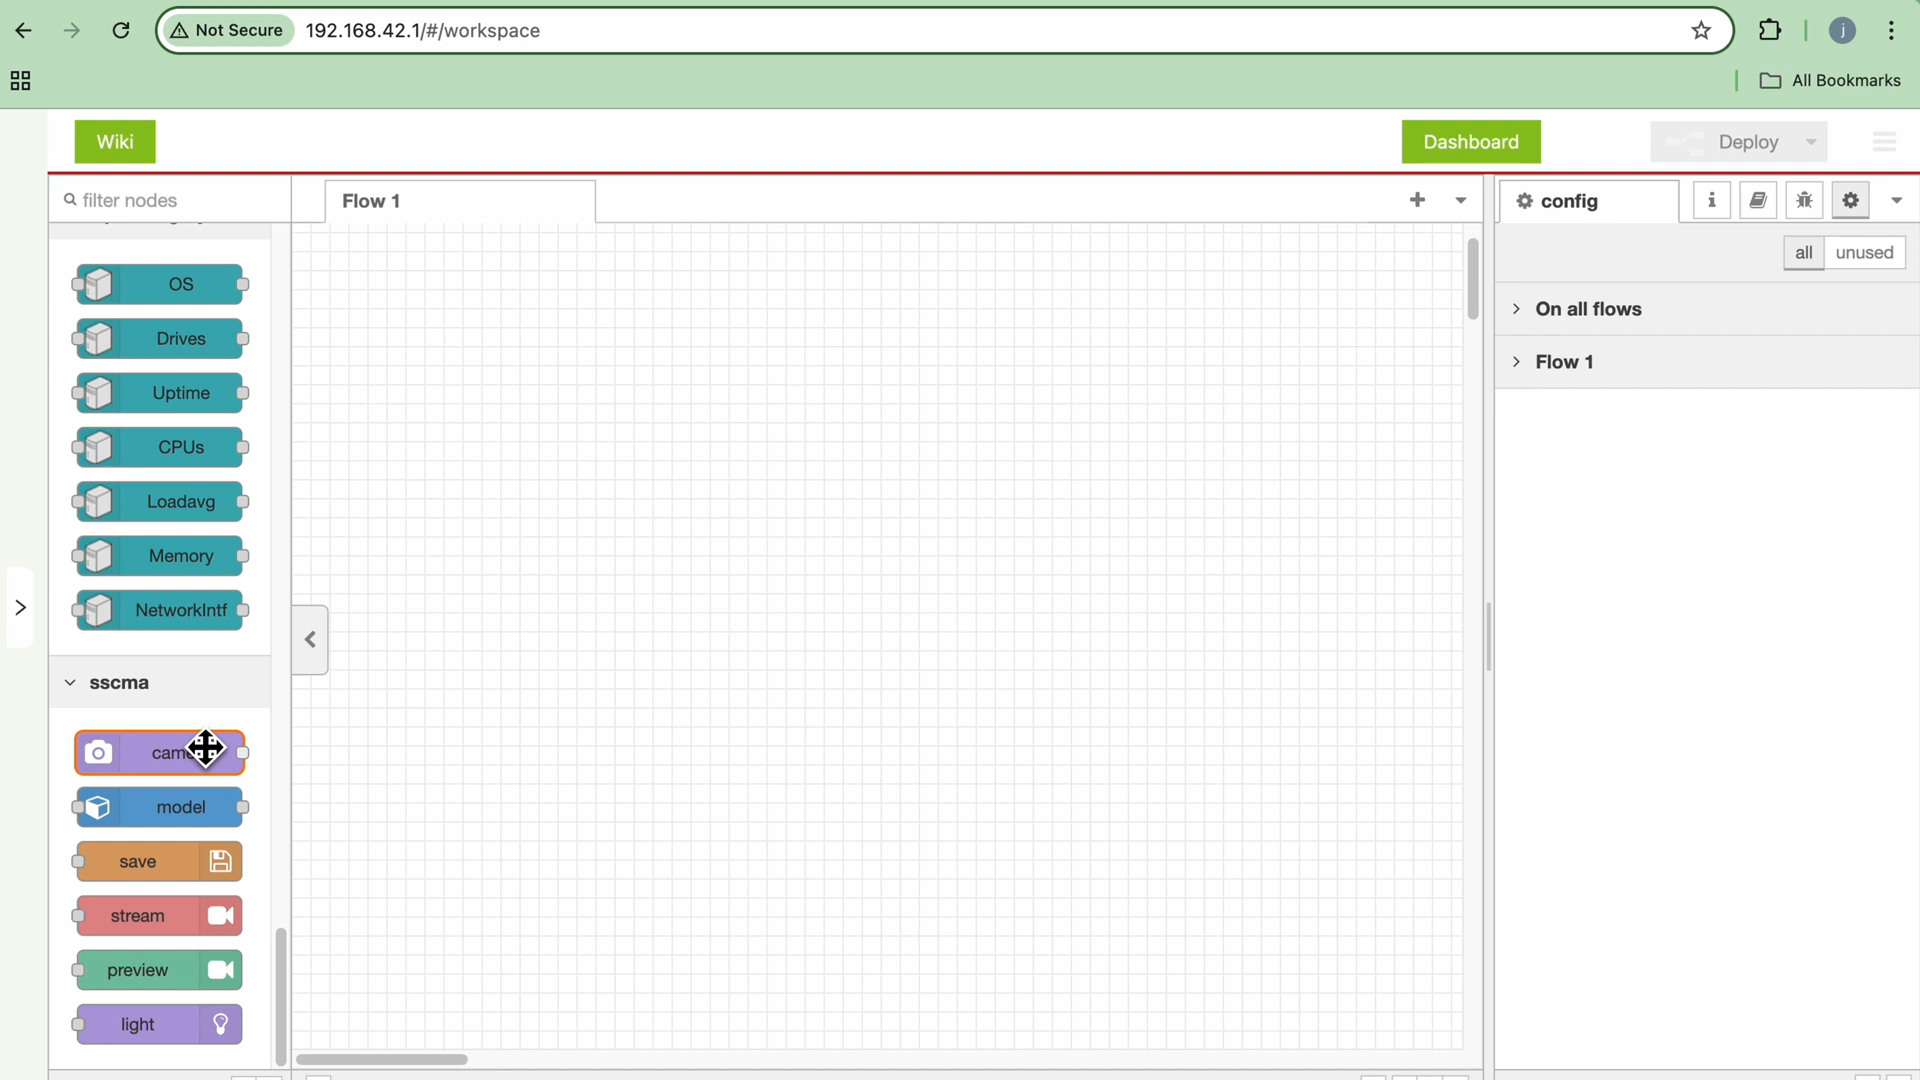 Not Secure
192.168.42.1/#/workspace
j
All Bookmarks
Wiki
Dashboard
Deploy
filter nodes
Flow 1
config
i
all
unused
On all flows
Flow 1
OS
Drives
Uptime
CPUs
Loadavg
Memory
NetworkIntf
sscma
model
save
stream
preview
light